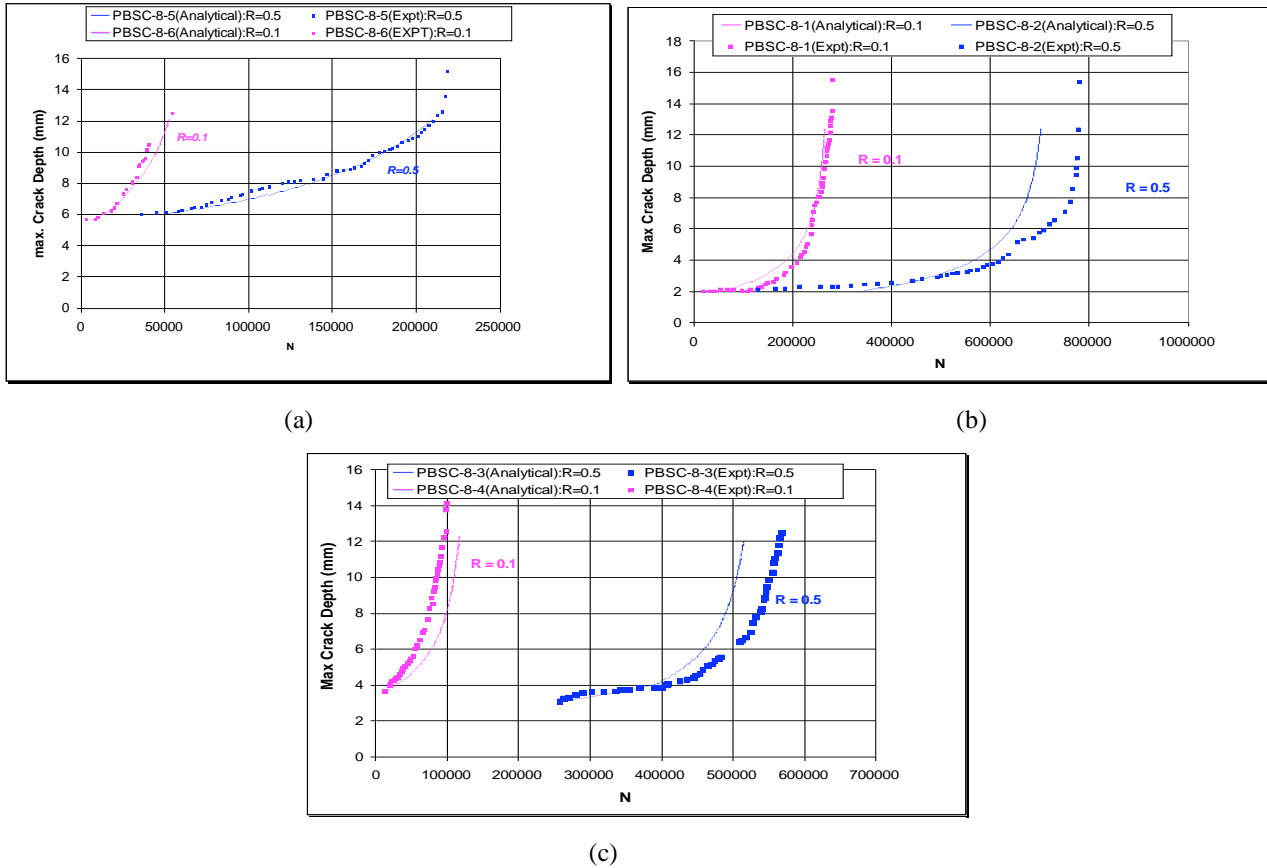 PBSC-8-5(Analytical):R=0.5 PBSC-8-5(Expt):R=0.5
PBSC-8-6(Analytical):R=0.1 PBSC-8-6(EXPT):R=0.1
max. Crack Depth (mm)
16
14
12
10
8
6
4
2
0
R=0.1
R=0.5
0 50000 100000 150000 200000 250000
N
(a)
PBSC-8-1(Analytical):R=0.1 PBSC-8-2(Analytical):R=0.5
PBSC-8-1(Expt):R=0.1 PBSC-8-2(Expt):R=0.5
Max Crack Depth (mm)
18
16
14
12
10
8
6
4
2
0
R = 0.1
R = 0.5
0 200000 400000 600000 800000 1000000
N
(b)
PBSC-8-3(Analytical):R=0.5 PBSC-8-3(Expt):R=0.5
PBSC-8-4(Analytical):R=0.1 PBSC-8-4(Expt):R=0.1
Max Crack Depth (mm)
16
14
12
10
8
6
4
2
0
R = 0.1
R = 0.5
0 100000 200000 300000 400000 500000 600000 700000
N
(c)